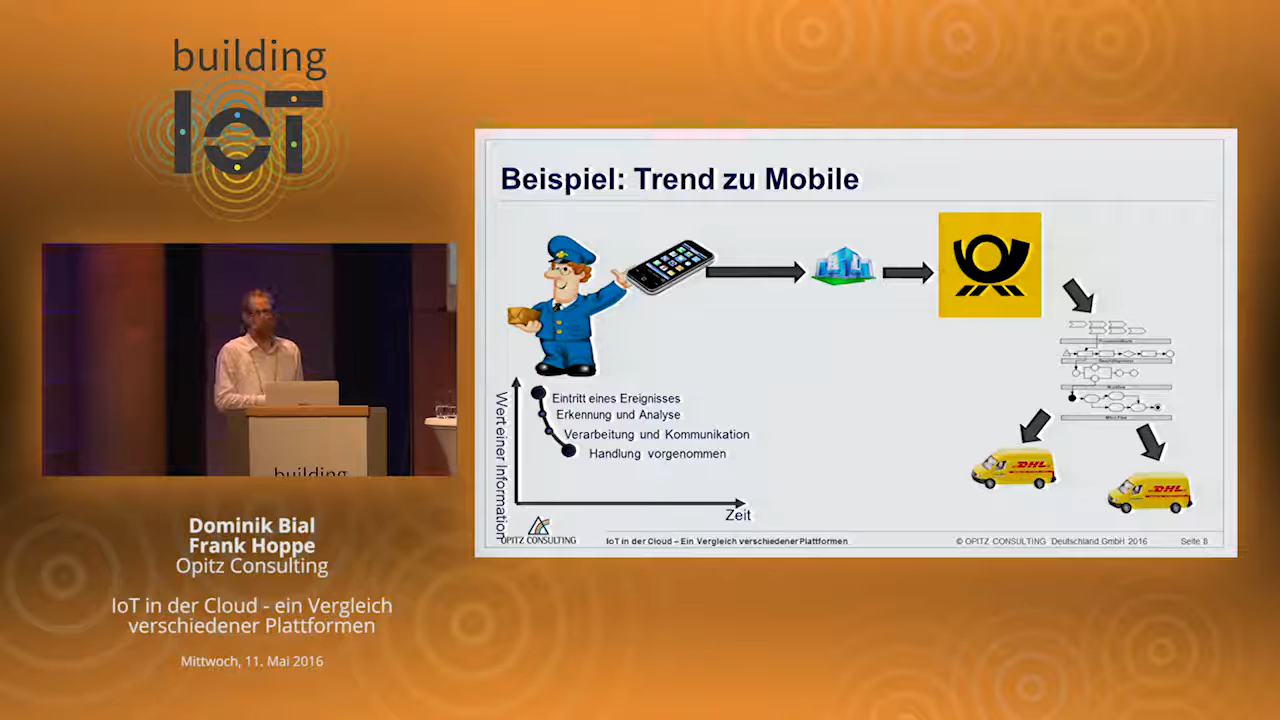 building
IoT
building
Dominik Bial
Frank Hoppe
Opitz Consulting
IoT in der Cloud - ein Vergleich
verschiedener Plattformen
Mittwoch, 11. Mai 2016
Beispiel: Trend zu Mobile
Wert einer Information
Eintritt eines Ereignisses
Erkennung und Analyse
Verarbeitung und Kommunikation
Handlung vorgenommen
Zeit
DHL
DHL
OPITZ CONSULTING
IoT in der Cloud – Ein Vergleich verschiedener Plattformen
© OPITZ CONSULTING Deutschland GmbH 2016
Seite 8